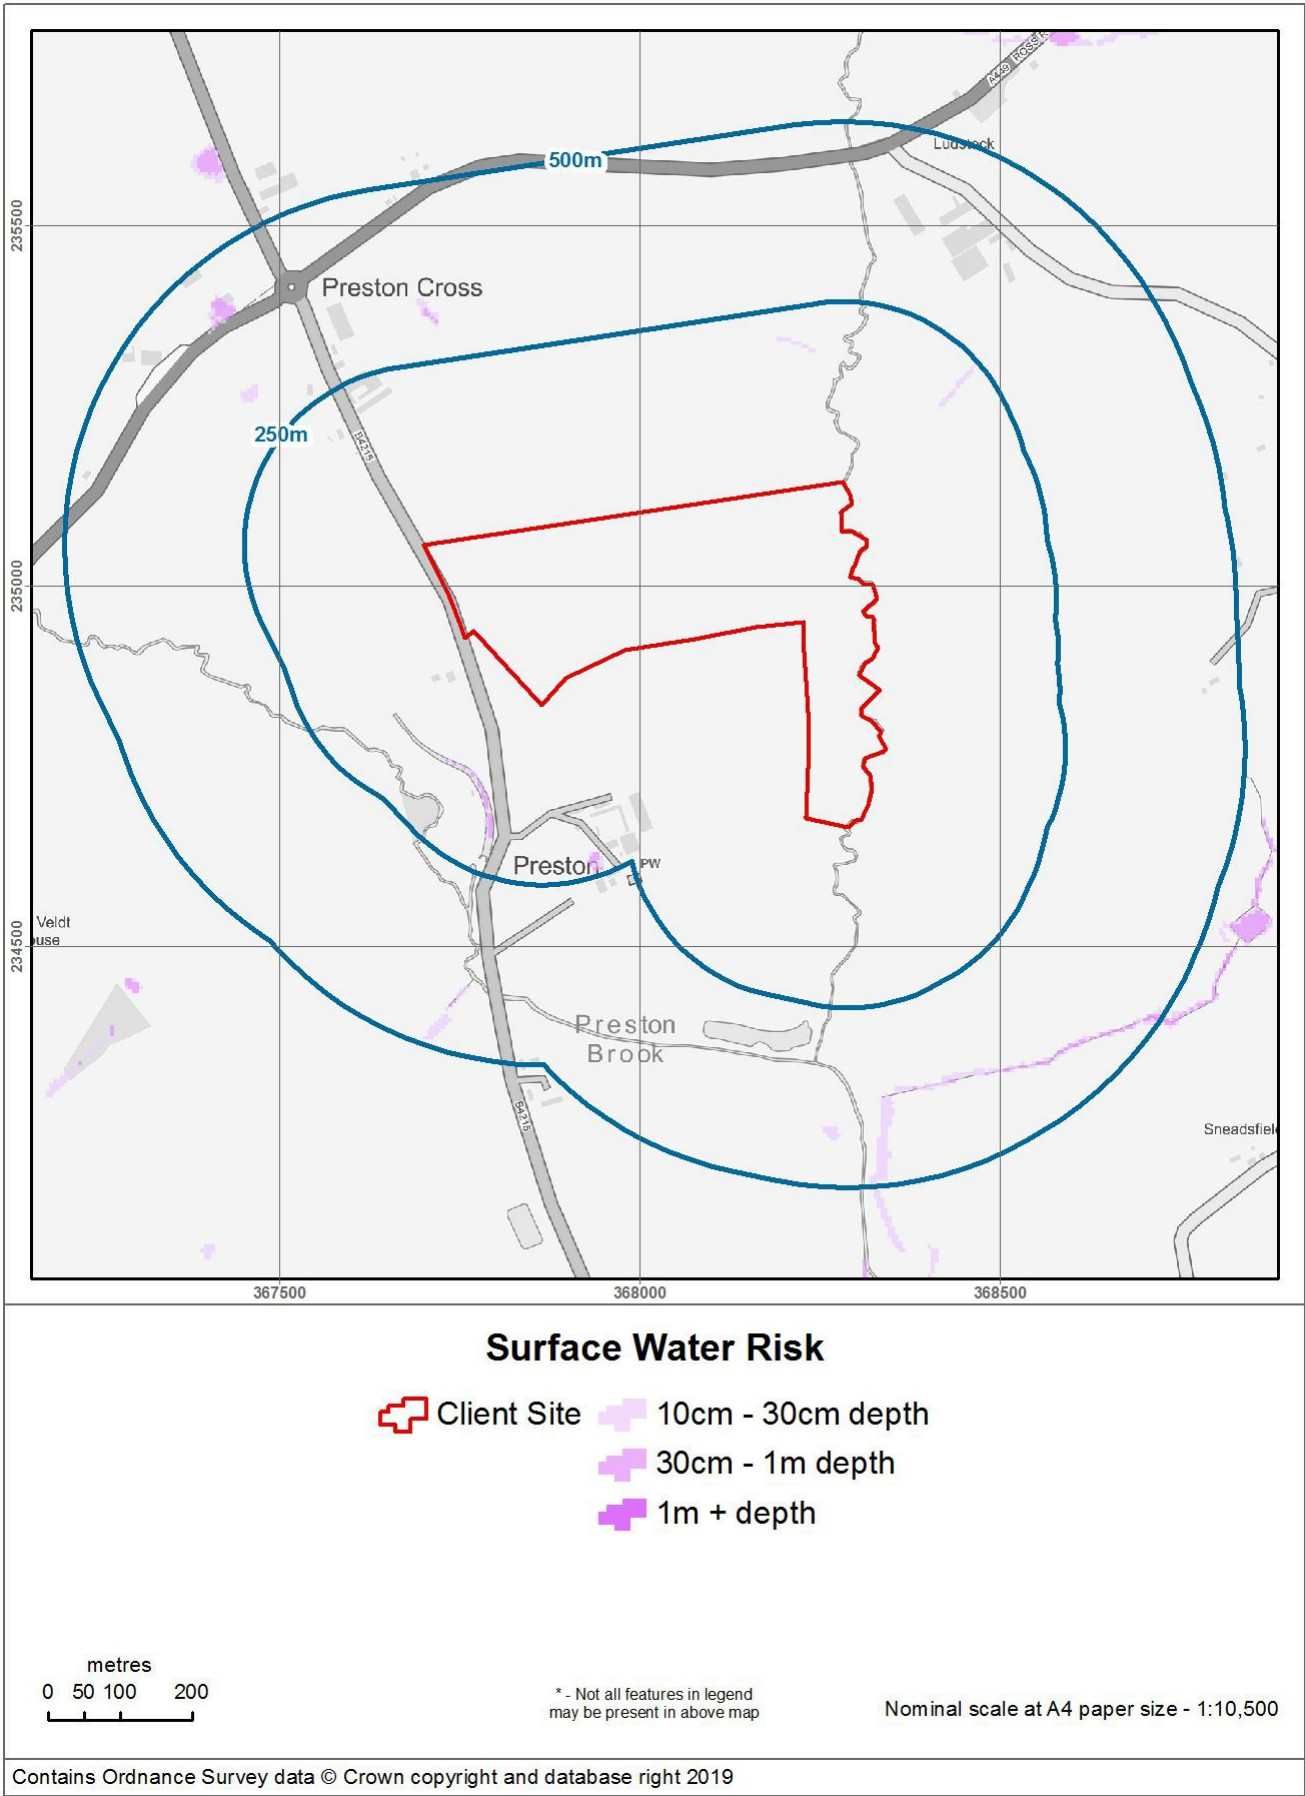 A449 ROSS R
Ludstock
500m
235500
Preston Cross
250m
B4215
235000
Preston
PW
Veldt
ouse
234500
Preston
Brook
B4215
Sneadsfiel
367500
368000
368500
Surface Water Risk
Client Site
10cm - 30cm depth
30cm - 1m depth
1m + depth
metres
0 50 100 200
* - Not all features in legend
may be present in above map
Nominal scale at A4 paper size - 1:10,500
Contains Ordnance Survey data © Crown copyright and database right 2019